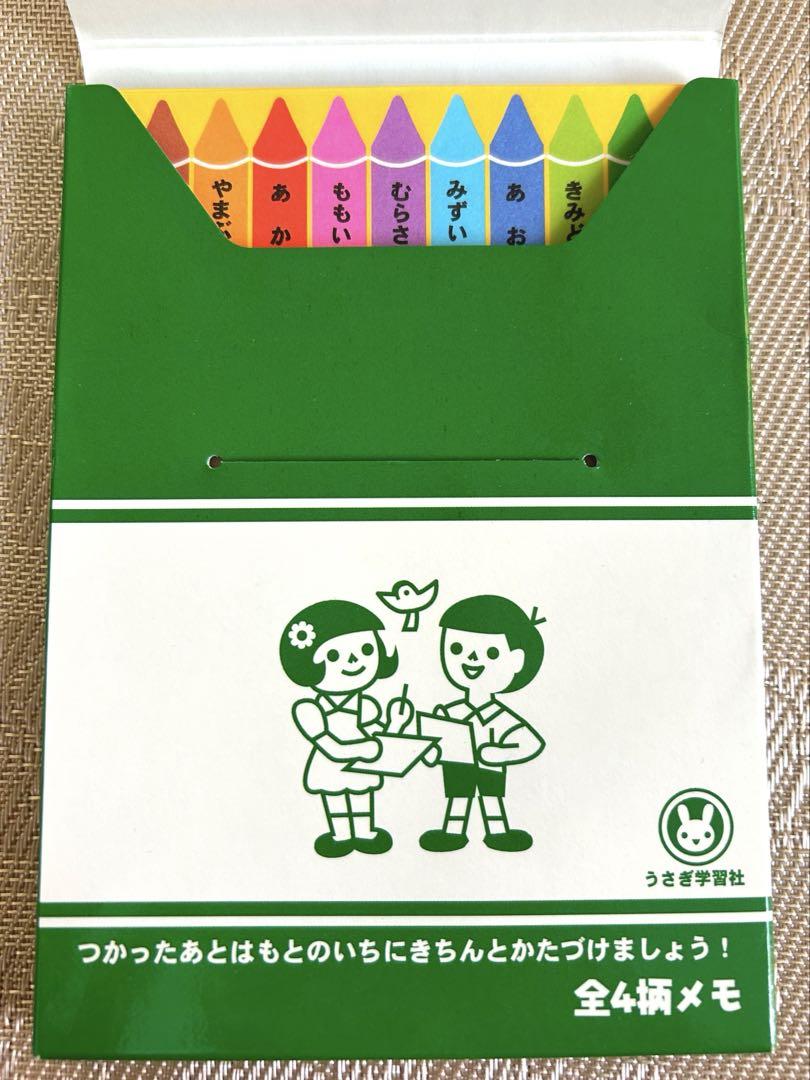 やまぶ
あか
ももい
むらさ
みずい
あお
きみど
うさぎ学習社
つかったあとはもとのいちにきちんとかたづけましょう！
全4柄メモ